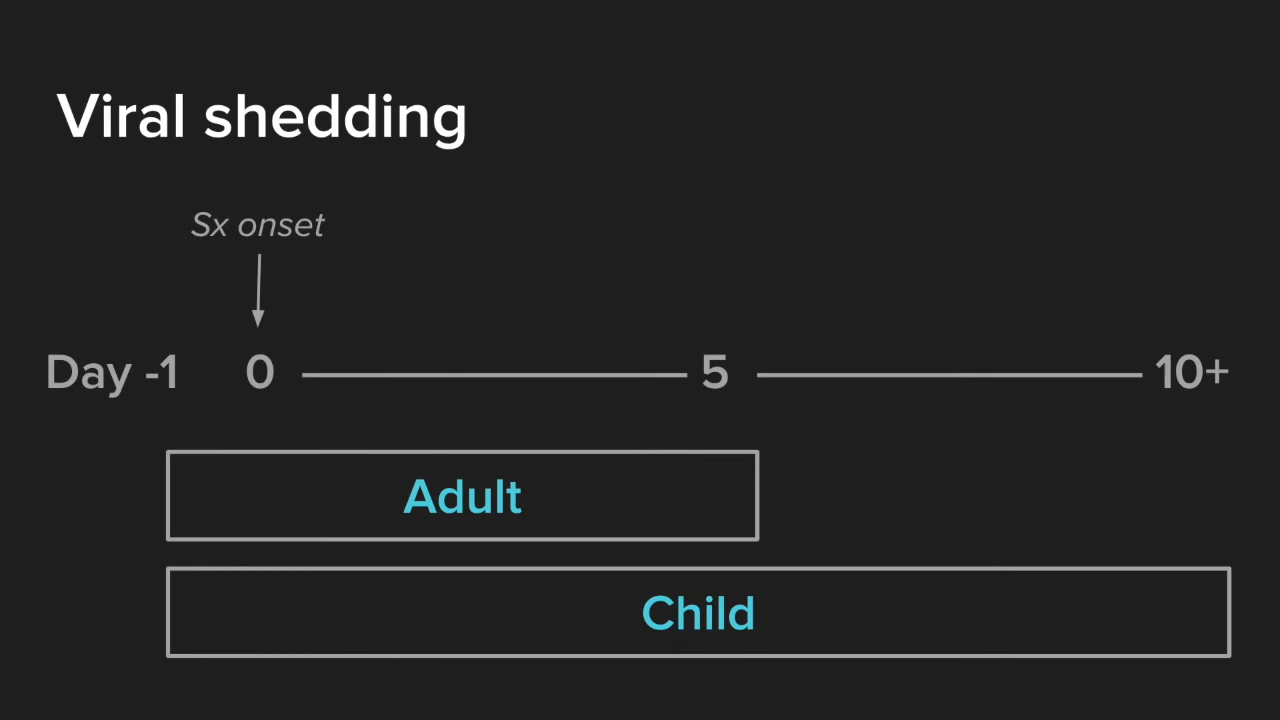 Viral shedding
Sx onset
Day -1 0 5 10+
Adult
Child